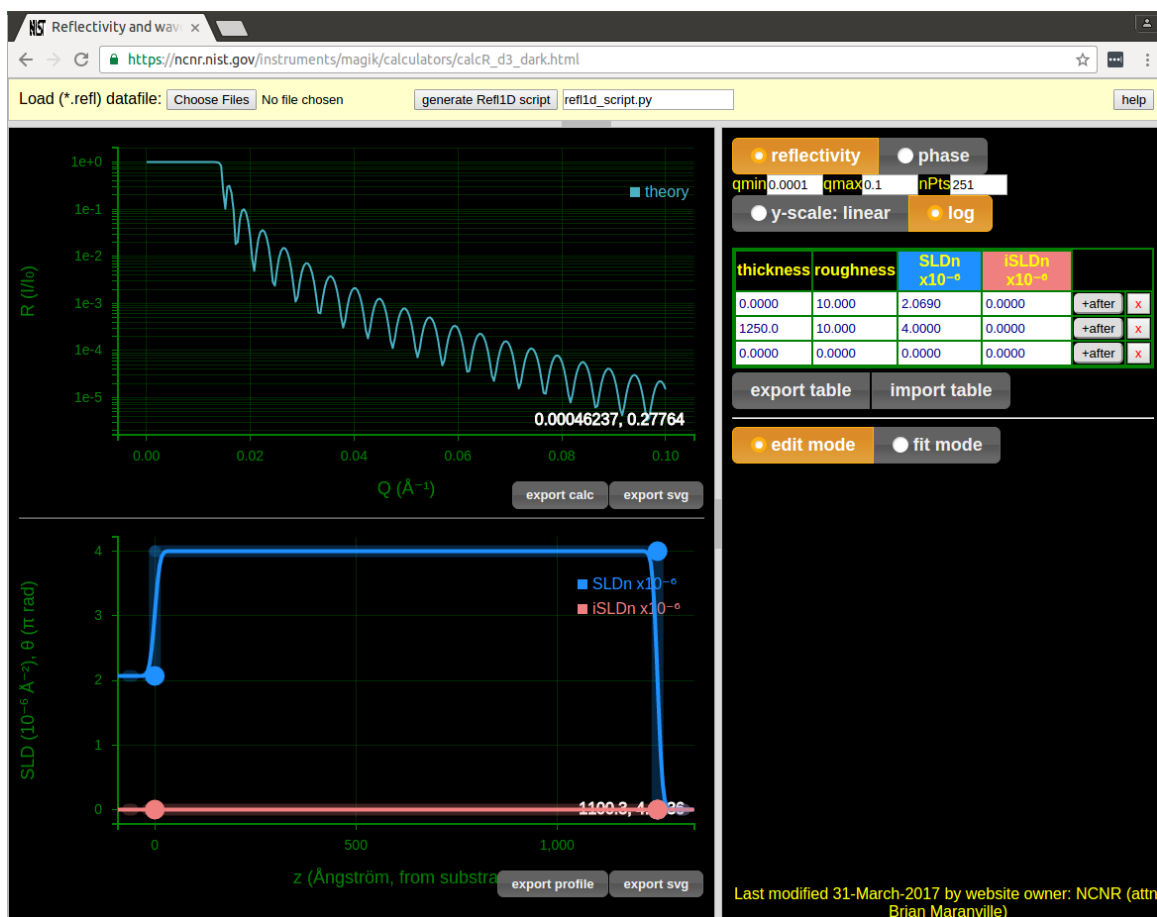 NIST Reflectivity and wav ×
https://ncnr.nist.gov/instruments/magik/calculators/calcR_d3_dark.html
Load (*.refl) datafile: Choose Files No file chosen generate Refl1D script refl1d_script.py help
1e+0
1e-1
1e-2
1e-3
1e-4
1e-5
R (I/I₀)
theory
0.00046237, 0.27764
0.00 0.02 0.04 0.06 0.08 0.10
Q (Å⁻¹)
export calc export svg
4
3
2
1
0
SLD (10⁻⁶ Å⁻²), θ (π rad)
SLDn x10⁻⁶
iSLDn x10⁻⁶
1100.3, 4.
36
0 500 1,000
z (Ångström, from substra
export profile export svg
reflectivity phase
qmin 0.0001 qmax 0.1 nPts 251
y-scale: linear log
thickness roughness SLDn x10⁻⁶ iSLDn x10⁻⁶
0.0000 10.000 2.0690 0.0000 +after x
1250.0 10.000 4.0000 0.0000 +after x
0.0000 0.0000 0.0000 0.0000 +after x
export table import table
edit mode fit mode
Last modified 31-March-2017 by website owner: NCNR (attn
Brian Maranville)